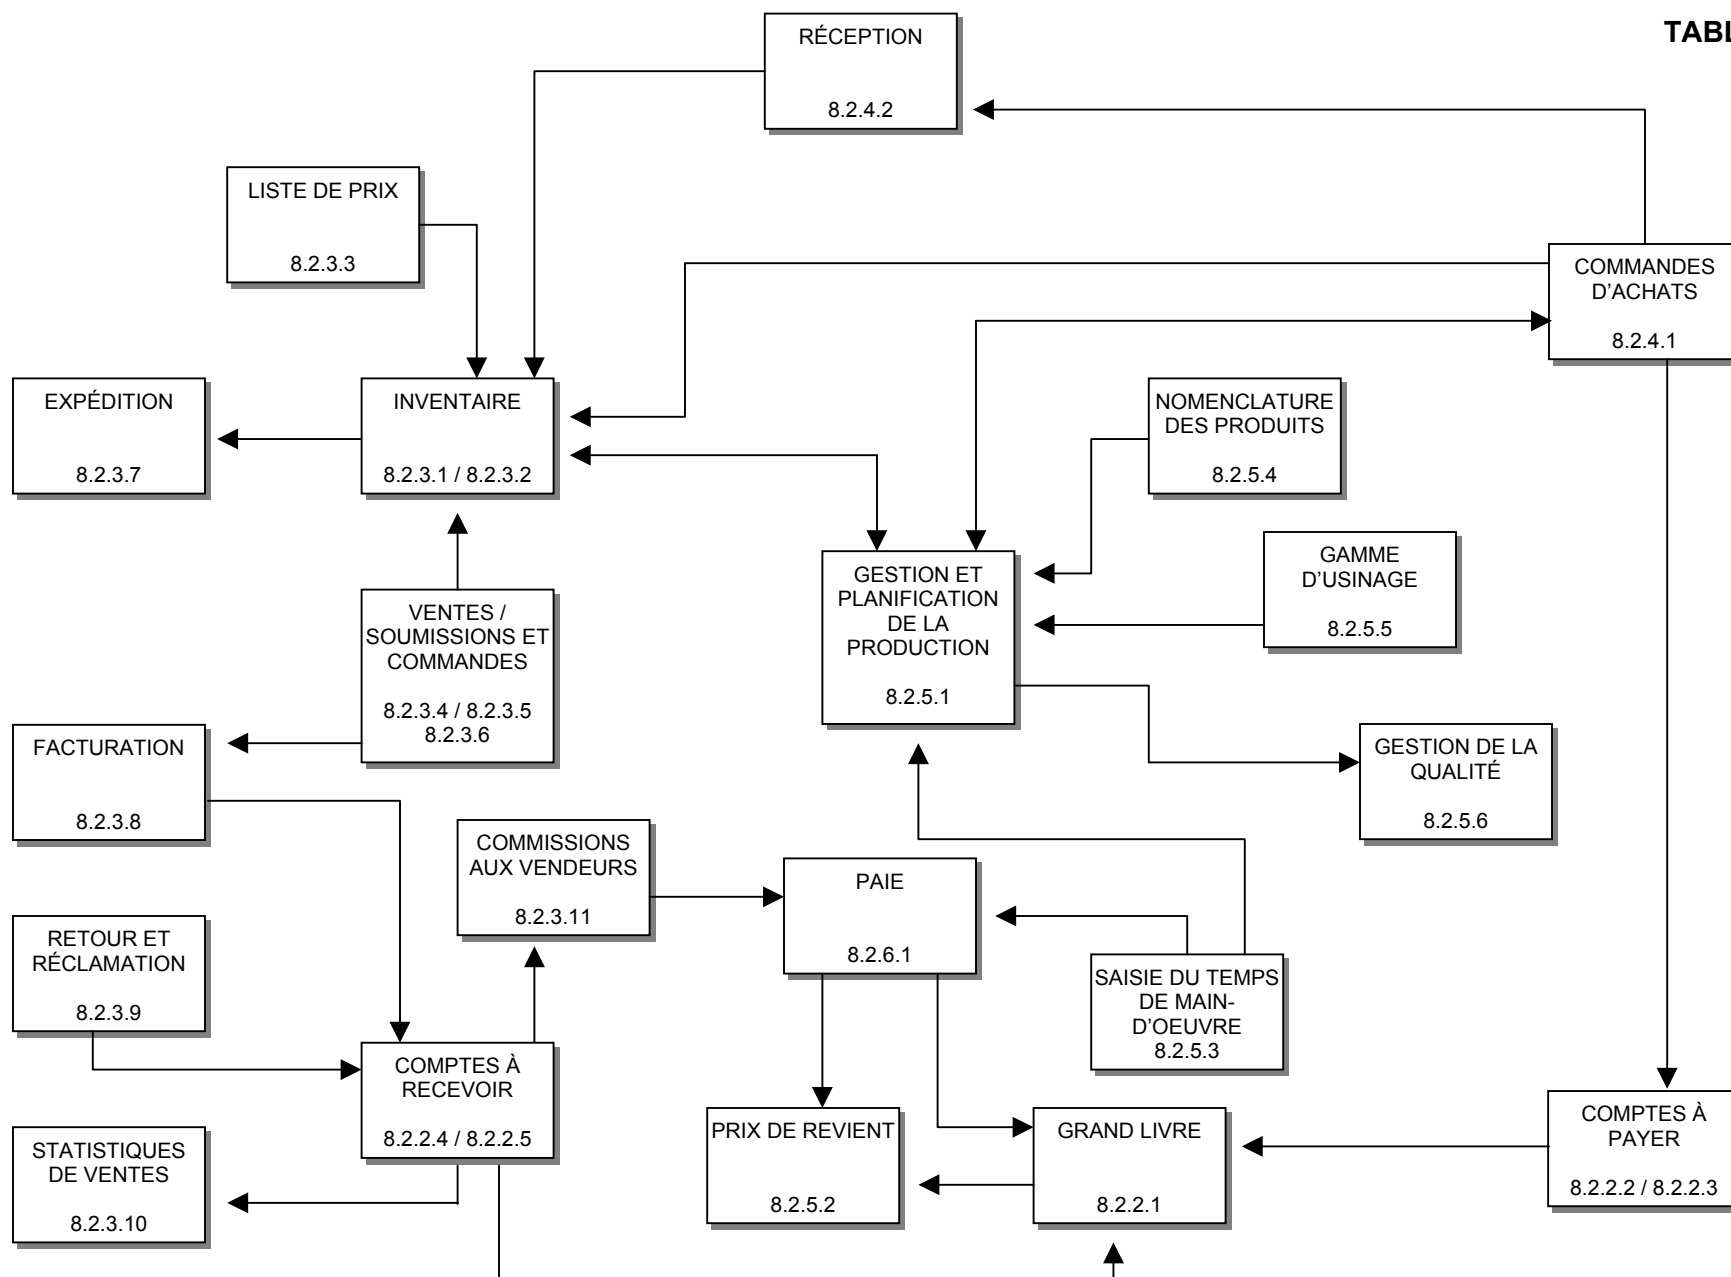 TABL
RÉCEPTION
8.2.4.2
LISTE DE PRIX
8.2.3.3
COMMANDES
D'ACHATS
8.2.4.1
EXPÉDITION
8.2.3.7
INVENTAIRE
8.2.3.1 / 8.2.3.2
NOMENCLATURE
DES PRODUITS
8.2.5.4
GAMME
D'USINAGE
8.2.5.5
GESTION ET
PLANIFICATION
DE LA
PRODUCTION
8.2.5.1
VENTES /
SOUMISSIONS ET
COMMANDES
8.2.3.4 / 8.2.3.5
8.2.3.6
FACTURATION
8.2.3.8
GESTION DE LA
QUALITÉ
8.2.5.6
COMMISSIONS
AUX VENDEURS
8.2.3.11
PAIE
8.2.6.1
RETOUR ET
RÉCLAMATION
8.2.3.9
SAISIE DU TEMPS
DE MAIN-
D'OEUVRE
8.2.5.3
COMPTES À
RECEVOIR
8.2.2.4 / 8.2.2.5
STATISTIQUES
DE VENTES
8.2.3.10
PRIX DE REVIENT
8.2.5.2
GRAND LIVRE
8.2.2.1
COMPTES À
PAYER
8.2.2.2 / 8.2.2.3